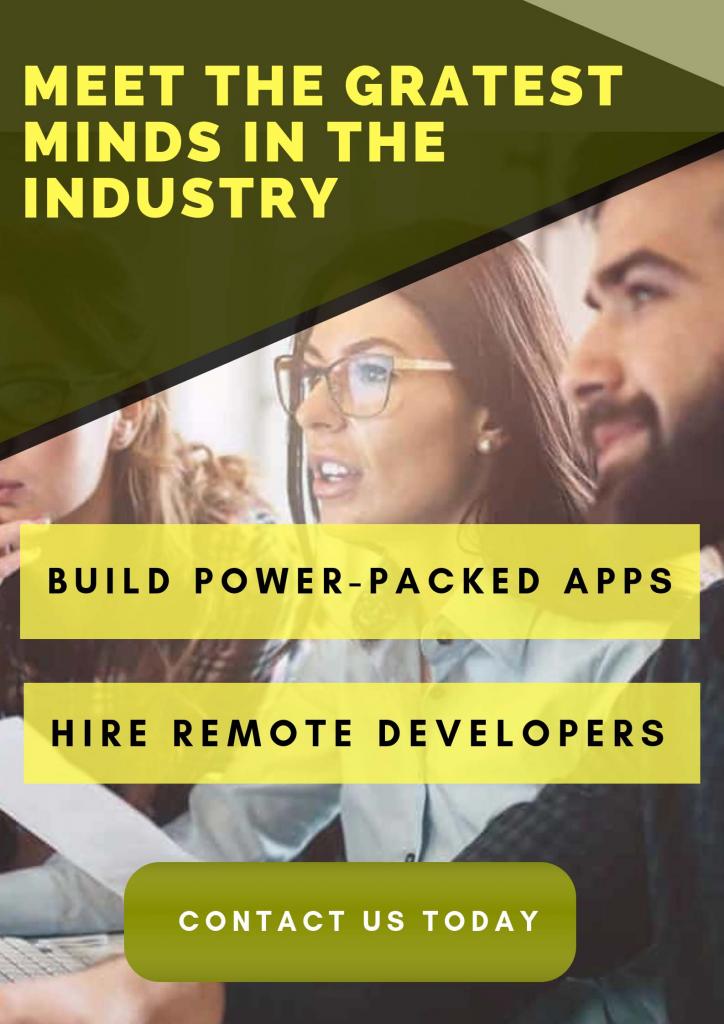 MEET THE GRATEST
MINDS IN THE
INDUSTRY
BUILD POWER-PACKED APPS
HIRE REMOTE DEVELOPERS
CONTACT US TODAY